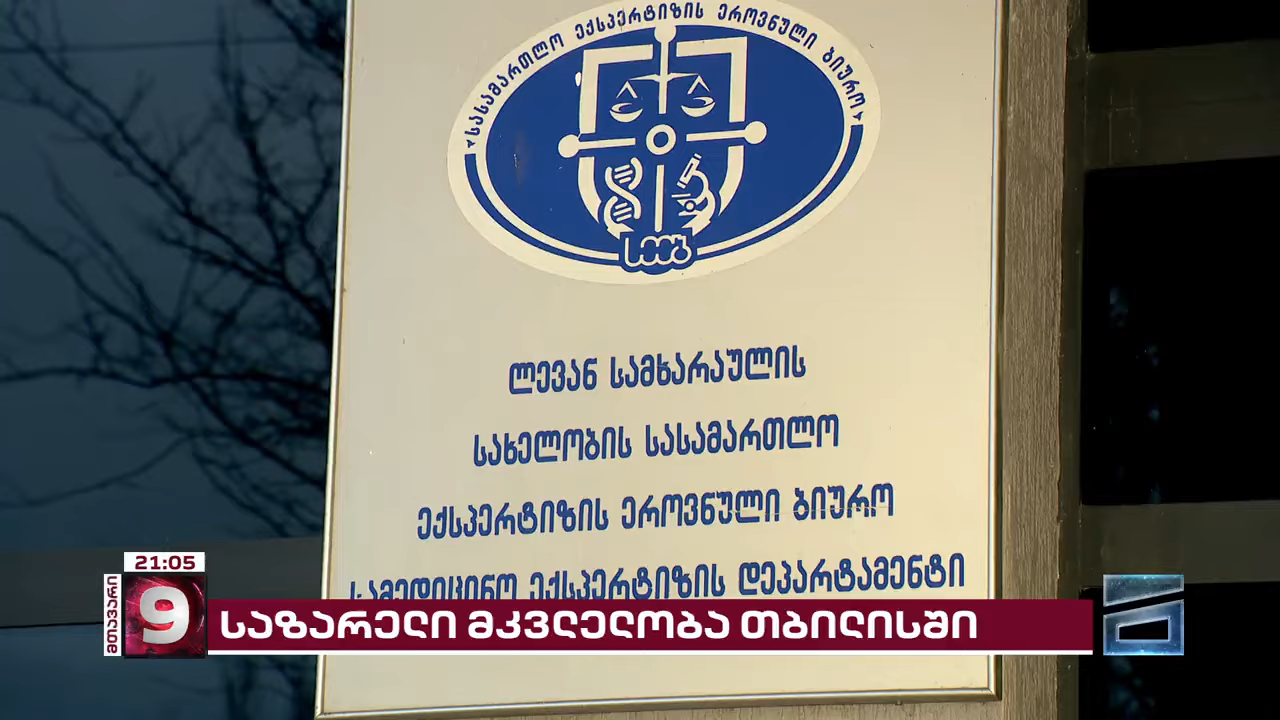 სასამართლო ექსპერტიზის ეროვნული ბიურო
სეებ
ლევან სამხარაულის
სახელობის სასამართლო
ექსპერტიზის ეროვნული ბიურო
სამედიცინო ექსპერტიზის დეპარტამენტი
21:05
მთავარი
9
საზარელი მკვლელობა თბილისში